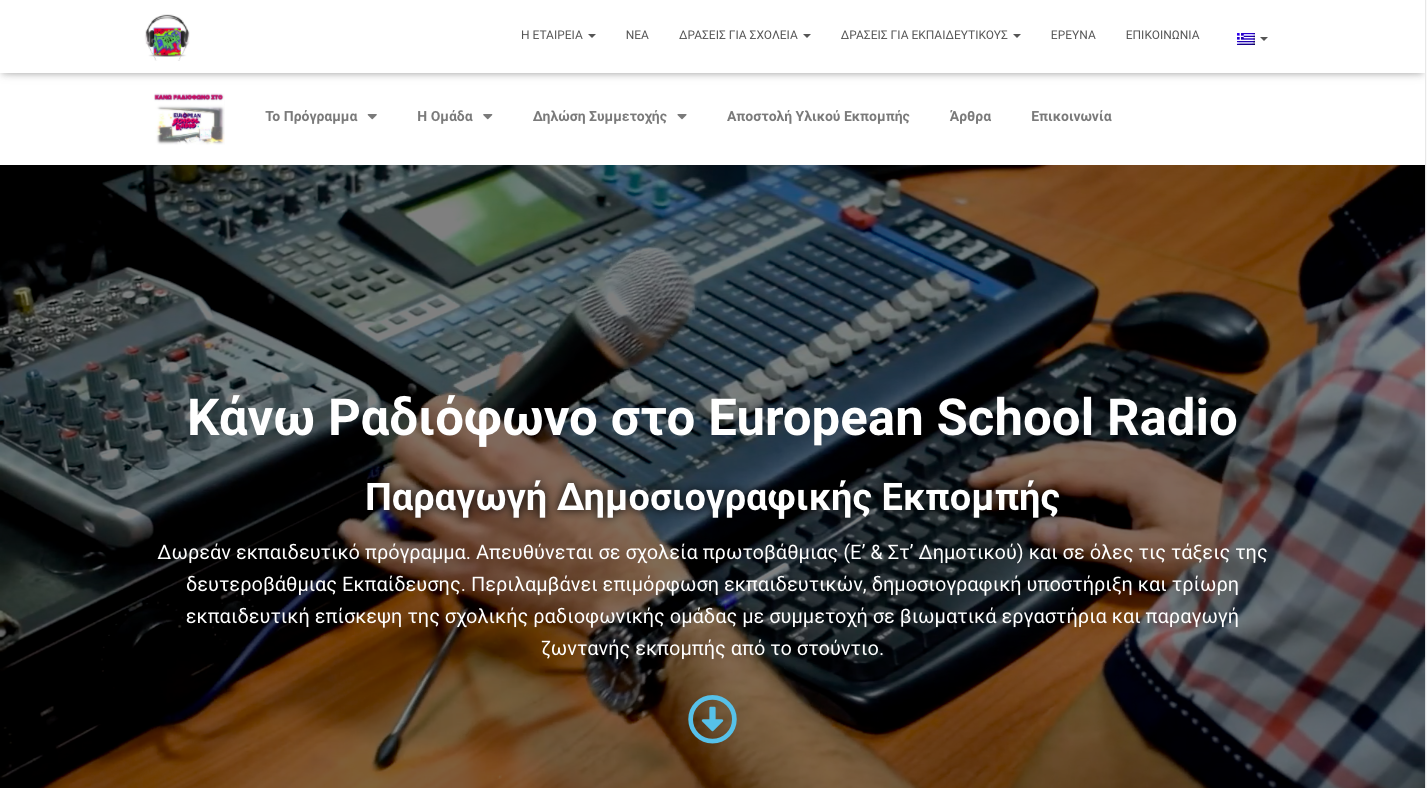 Η ΕΤΑΙΡΕΙΑ ΝΕΑ ΔΡΑΣΕΙΣ ΓΙΑ ΣΧΟΛΕΙΑ ΔΡΑΣΕΙΣ ΓΙΑ ΕΚΠΑΙΔΕΥΤΙΚΟΥΣ ΕΡΕΥΝΑ ΕΠΙΚΟΙΝΩΝΙΑ
ΚΑΝΩ ΡΑΔΙΟΦΩΝΟ ΣΤΟ
EUROPEAN
SCHOOL
RADIO
Το Πρόγραμμα Η Ομάδα Δηλώση Συμμετοχής Αποστολή Υλικού Εκπομπής Άρθρα Επικοινωνία
Κάνω Ραδιόφωνο στο European School Radio
Παραγωγή Δημοσιογραφικής Εκπομπής
Δωρεάν εκπαιδευτικό πρόγραμμα. Απευθύνεται σε σχολεία πρωτοβάθμιας (Ε’ & Στ’ Δημοτικού) και σε όλες τις τάξεις της
δευτεροβάθμιας Εκπαίδευσης. Περιλαμβάνει επιμόρφωση εκπαιδευτικών, δημοσιογραφική υποστήριξη και τρίωρη
εκπαιδευτική επίσκεψη της σχολικής ραδιοφωνικής ομάδας με συμμετοχή σε βιωματικά εργαστήρια και παραγωγή
ζωντανής εκπομπής από το στούντιο.